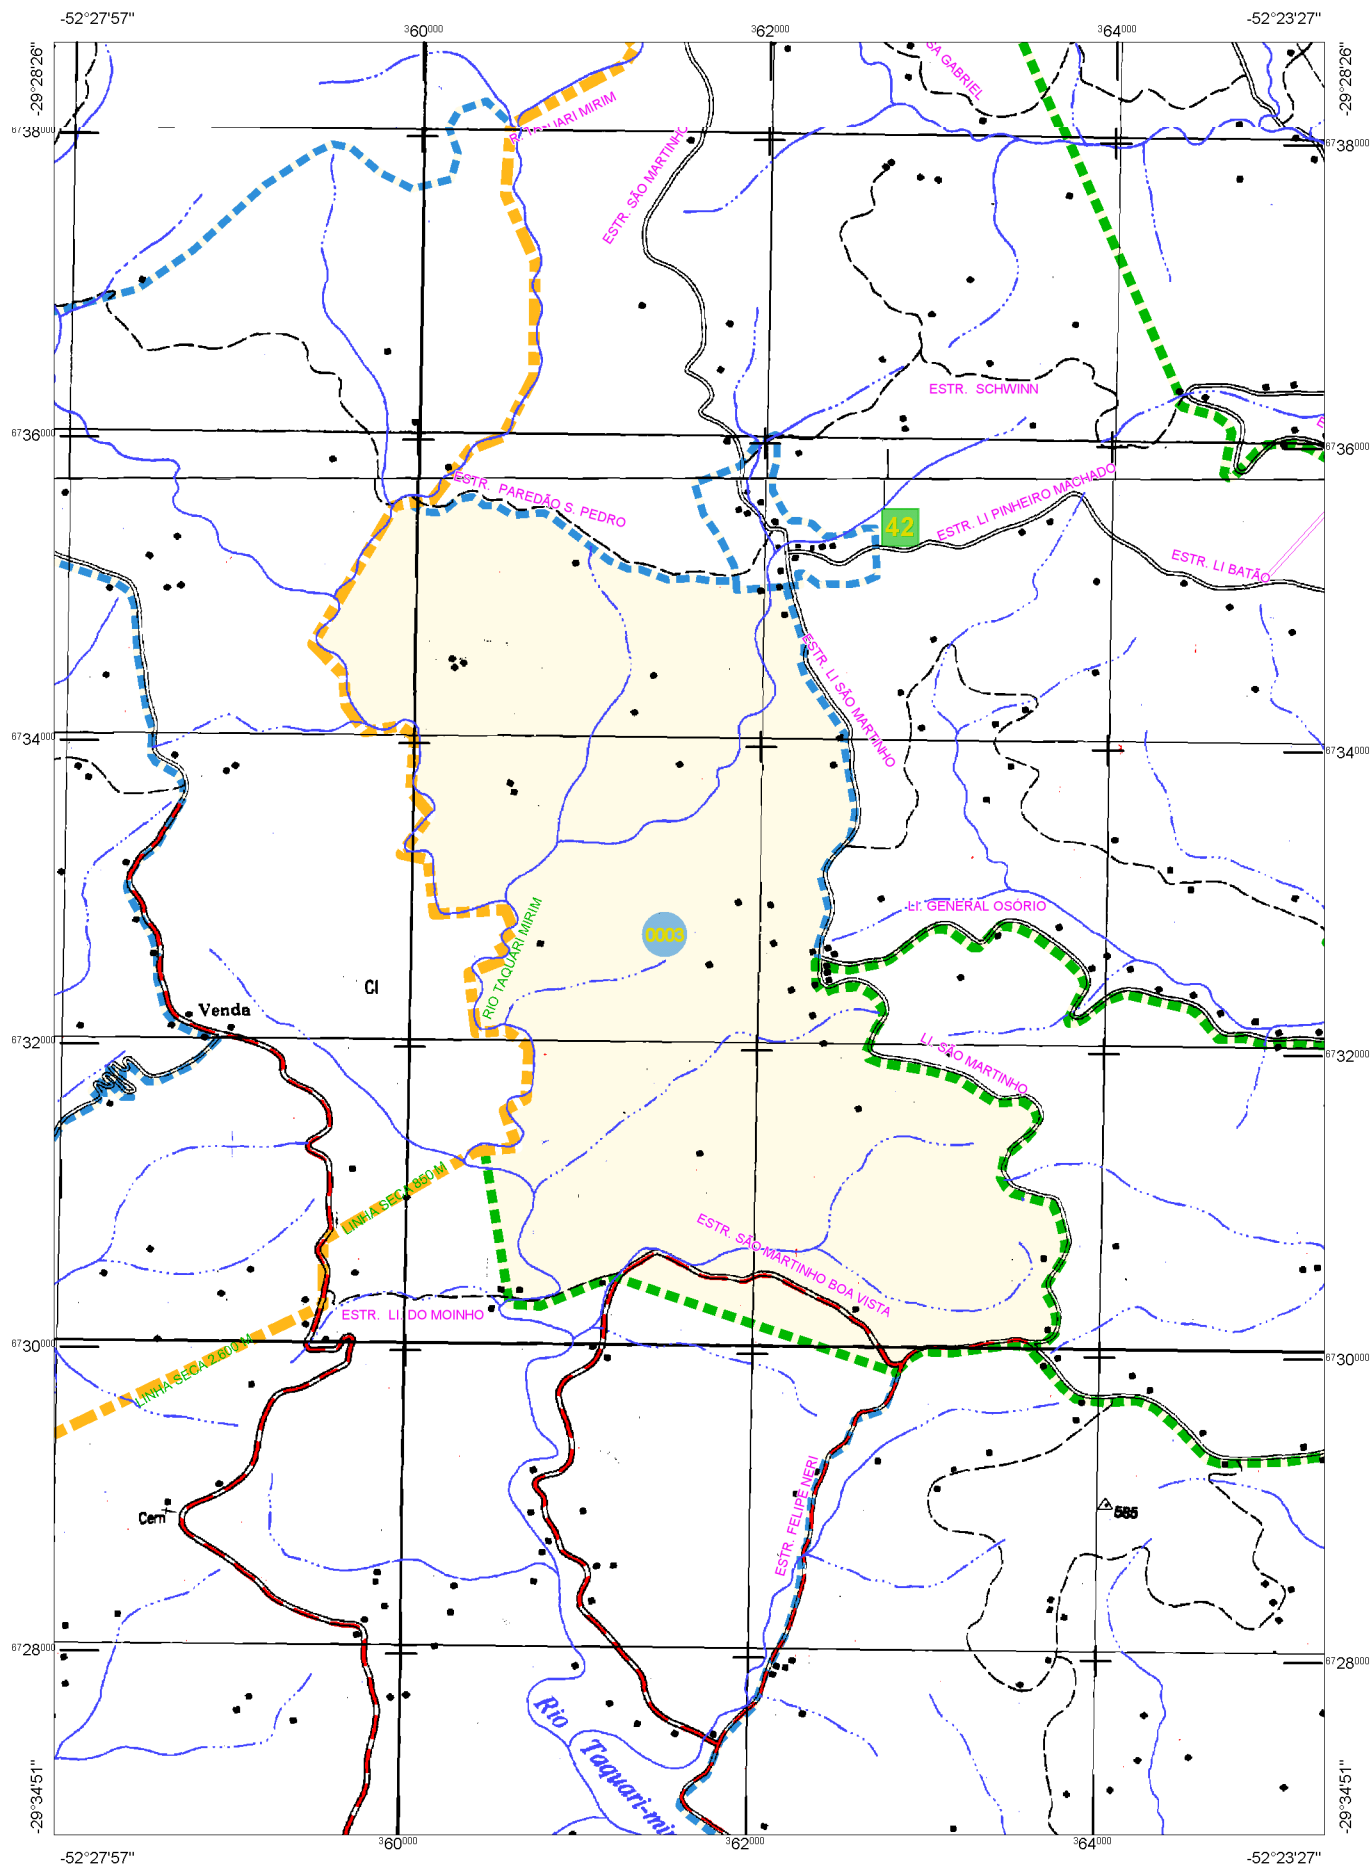 -52°27'57"
-52°23'27"
360000
362000
364000
-29°28'26"
-29°28'26"
SA GABRIEL
ARI MIRIM
6738000
6738000
ESTR. SÃO MARTINHO
ESTR. SCHWINN
6736000
6736000
ESTR. PAREDÃO S. PEDRO
42
ESTR. LI PINHEIRO MACHADO
ESTR. LI BATÃO
ESTR. LI SÃO MARTINHO
6734000
6734000
LI. GENERAL OSÓRIO
RIO TAQUARI MIRIM
0003
Cl
Venda
6732000
6732000
LI. SÃO MARTINHO
LINHA SECA 850 M
ESTR. SÃO MARTINHO BOA VISTA
ESTR. LI. DO MOINHO
6730000
6730000
LINHA SECA 2.600 M
ESTR. FELIPE NERI
Cem
585
6728000
6728000
Rio
Taquari-mir
-29°34'51"
-29°34'51"
360000
362000
364000
-52°27'57"
-52°23'27"